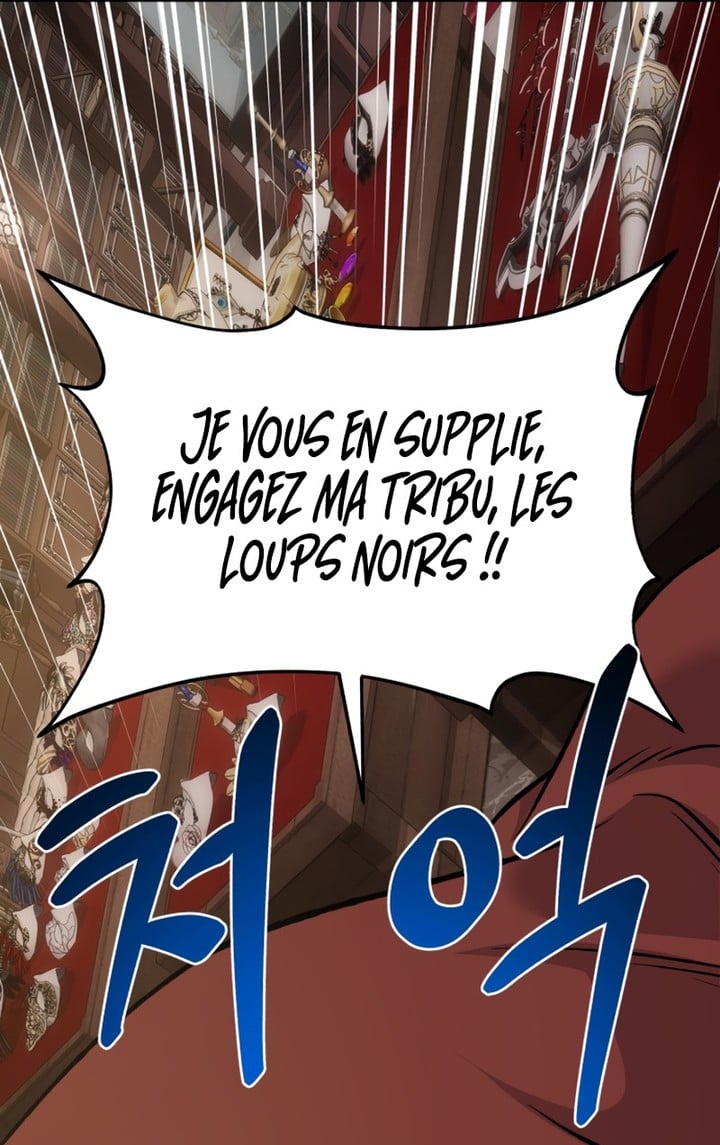 JE VOUS EN SUPPLIE,
ENGAGEZ MA TRIBU, LES
LOUPS NOIRS !!
처억